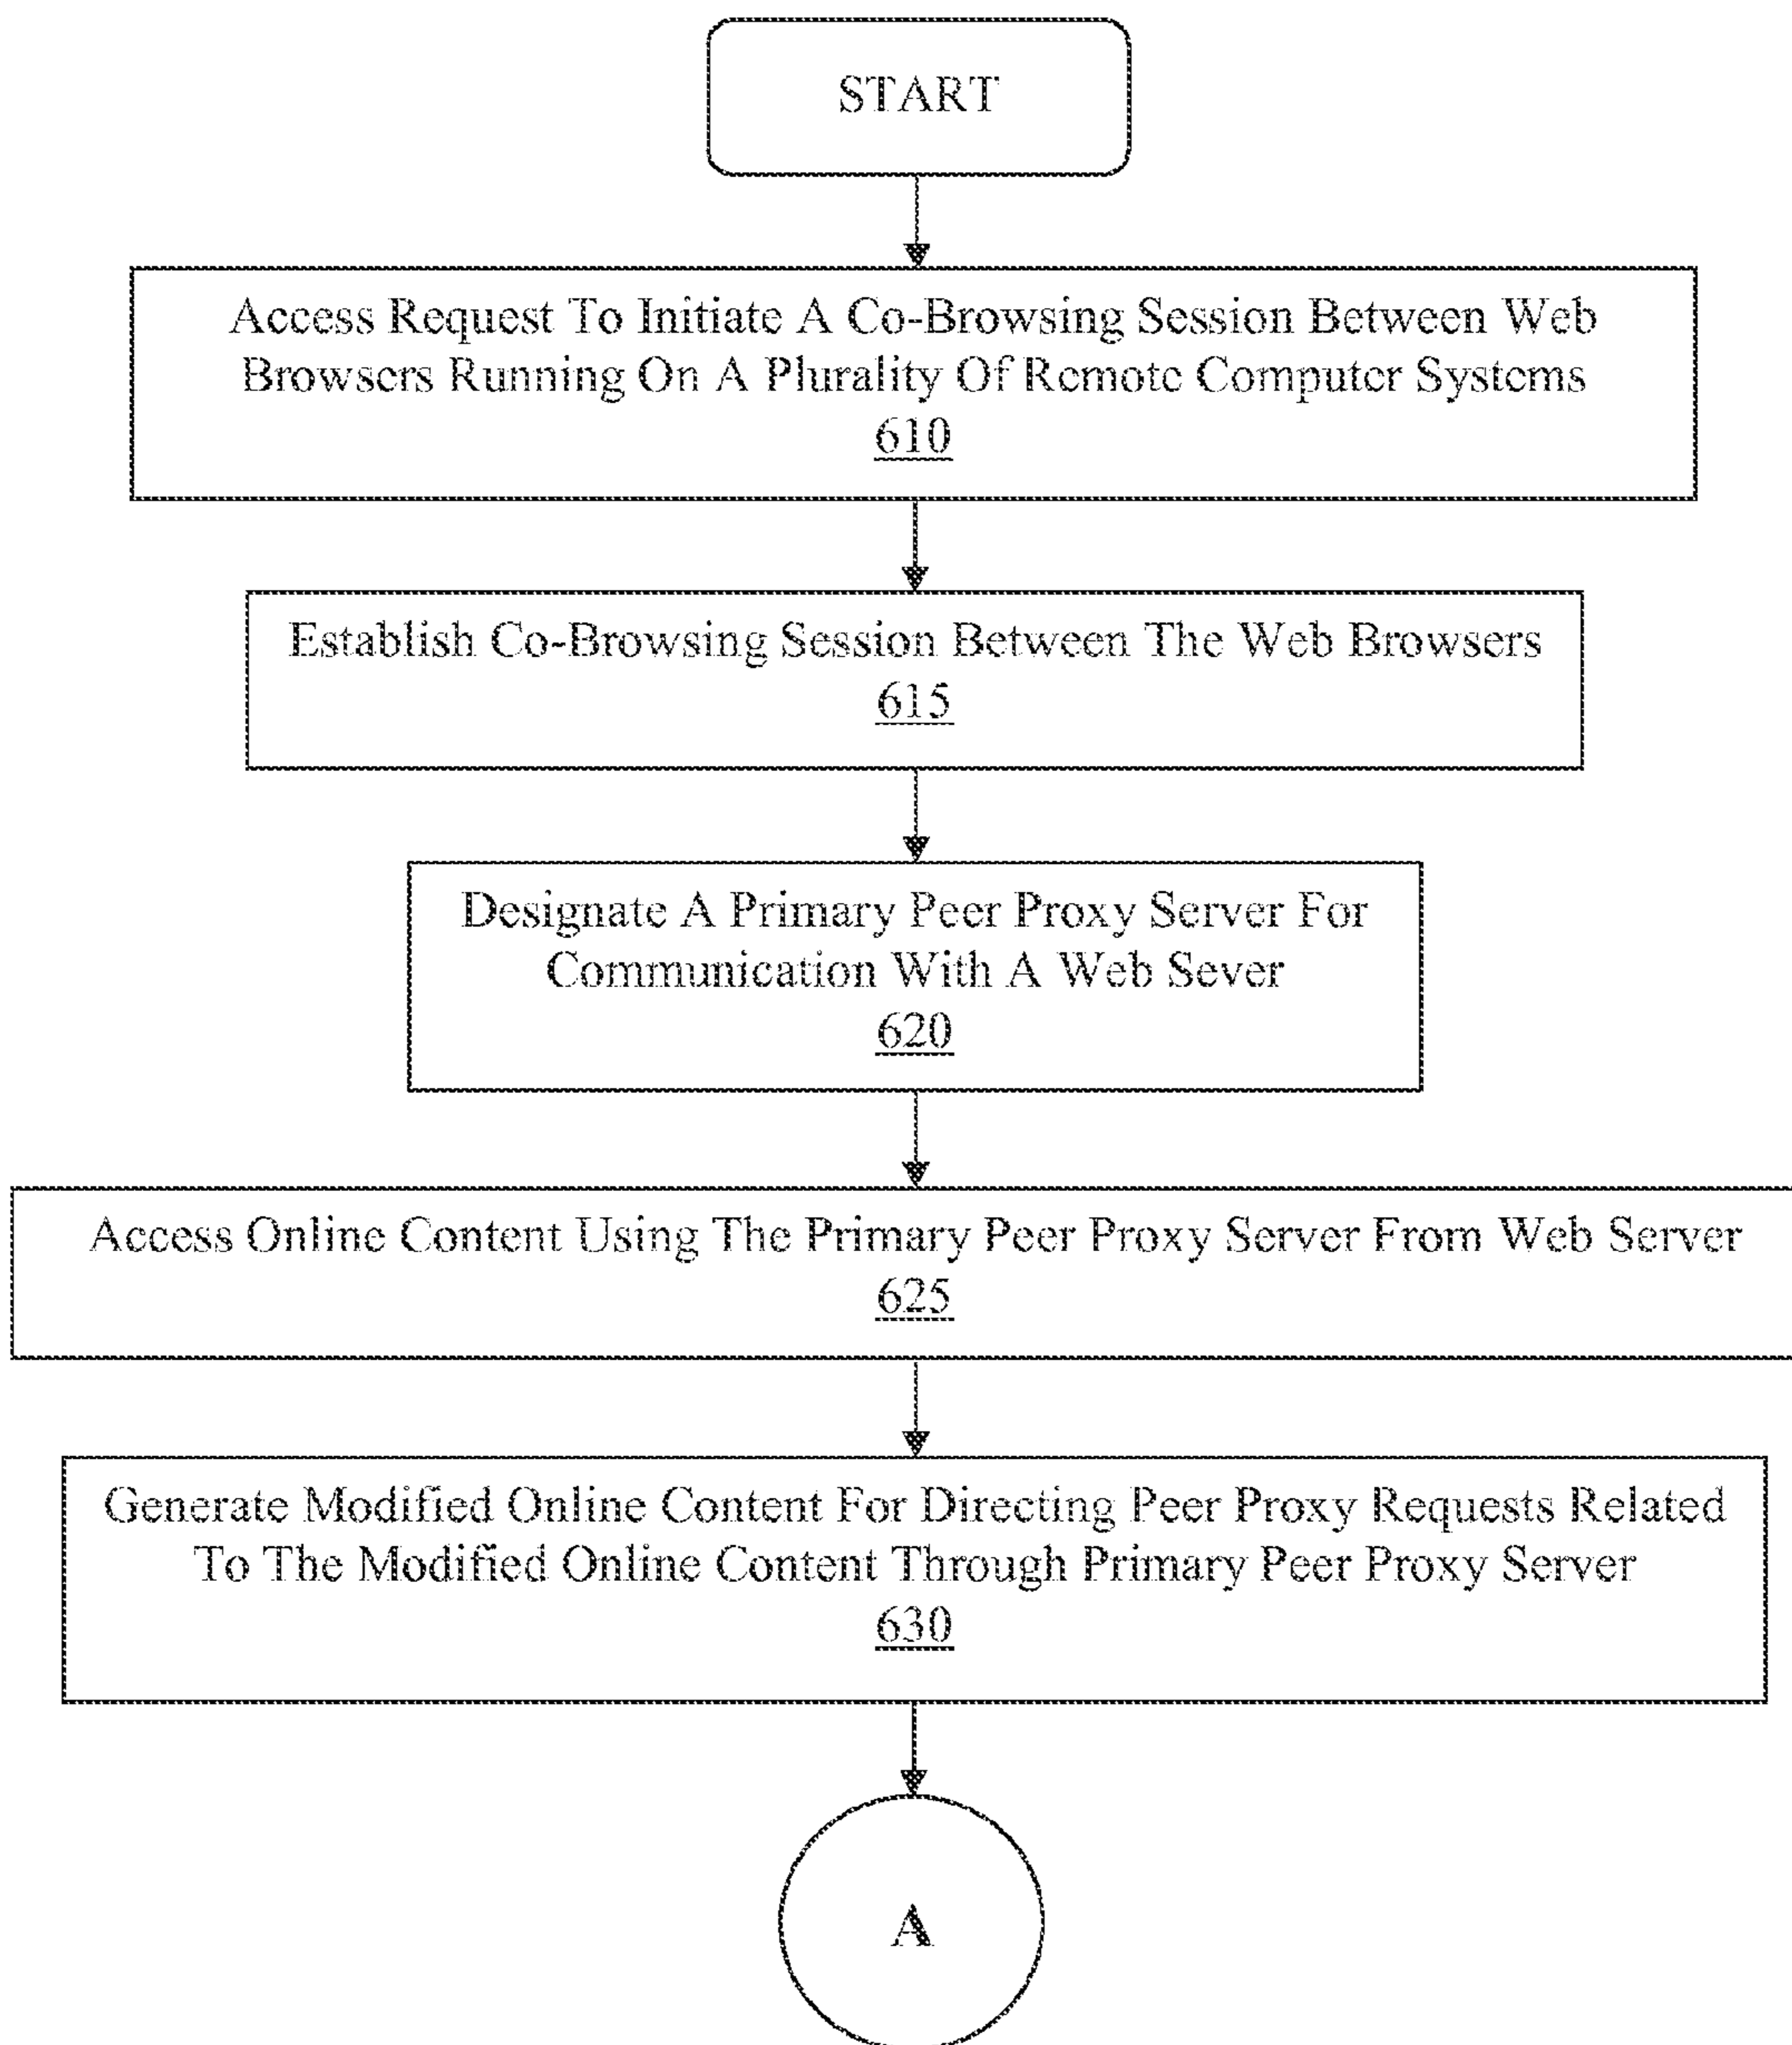 START
Access Request To Initiate A Co-Browsing Session Between Web
Browsers Running On A Plurality Of Remote Computer Systems
610
Establish Co-Browsing Session Between The Web Browsers
615
Designate A Primary Peer Proxy Server For
Communication With A Web Sever
620
Access Online Content Using The Primary Peer Proxy Server From Web Server
625
Generate Modified Online Content For Directing Peer Proxy Requests Related
To The Modified Online Content Through Primary Peer Proxy Server
630
A